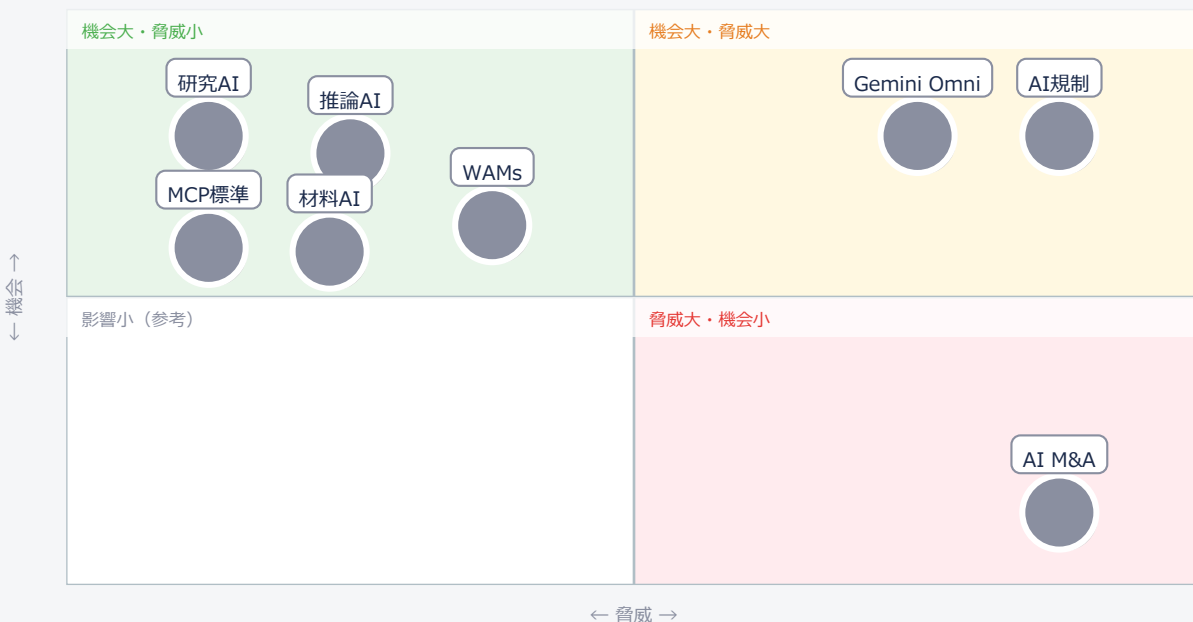 機会大・脅威小
機会大・脅威大
研究AI
推論AI
Gemini Omni
AI規制
WAMs
MCP標準
材料AI
← 機会 →
影響小（参考）
脅威大・機会小
AI M&A
← 脅威 →